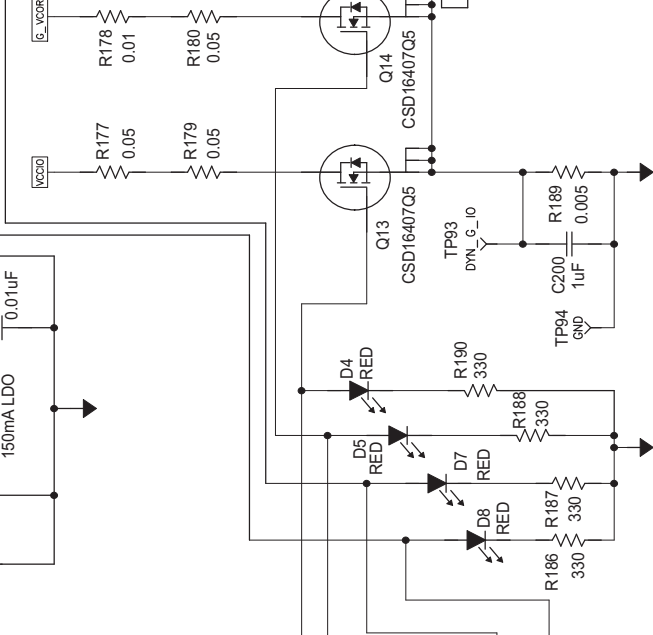 G_VCOR
R178
0.01
R180
0.05
Q14
CSD16407Q5
VCCIO
R177
0.05
R179
0.05
Q13
CSD16407Q5
R189
0.005
TP93
DYN_G_IO
C200
1uF
TP94
GND
0.01uF
150mA LDO
D4
RED
R190
330
D5
RED
R188
330
D7
RED
R187
330
D8
RED
R186
330